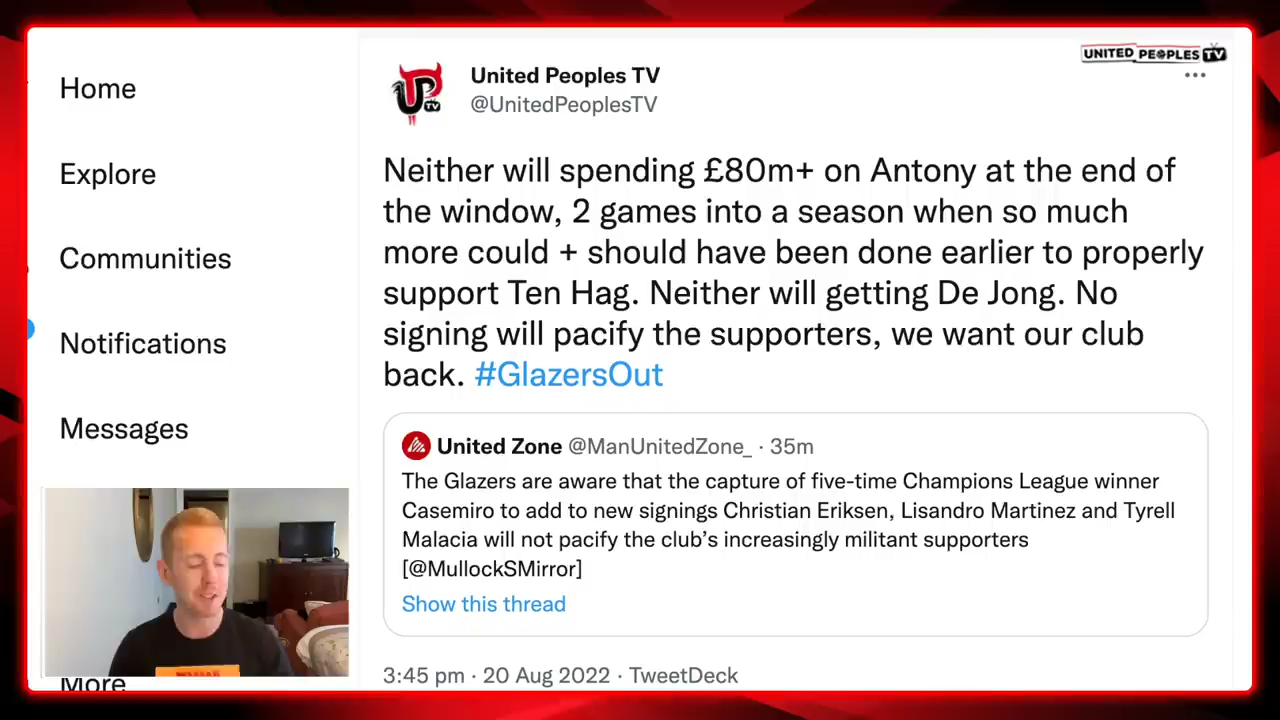 Home
Explore
Communities
Notifications
Messages
More
UNITED PEOPLES TV
United Peoples TV
@UnitedPeoplesTV
Neither will spending £80m+ on Antony at the end of
the window, 2 games into a season when so much
more could + should have been done earlier to properly
support Ten Hag. Neither will getting De Jong. No
signing will pacify the supporters, we want our club
back. #GlazersOut
United Zone @ManUnitedZone_ · 35m
The Glazers are aware that the capture of five-time Champions League winner
Casemiro to add to new signings Christian Eriksen, Lisandro Martinez and Tyrell
Malacia will not pacify the club's increasingly militant supporters
[@MullockSMirror]
Show this thread
3:45 pm · 20 Aug 2022 · TweetDeck